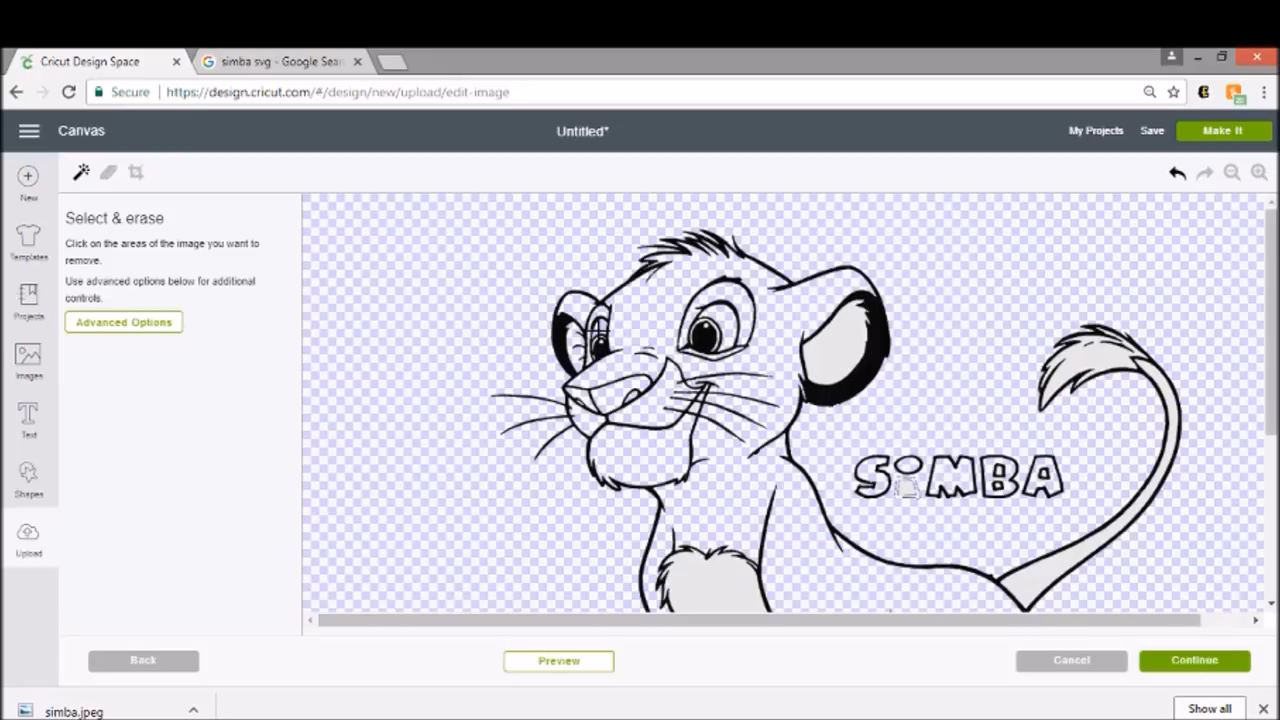 Cricut Design Space
simba svg - Google Sear
Secure
https://design.cricut.com/#/design/new/upload/edit-image
Canvas
Untitled*
My Projects
Save
Make It
New
Templates
Projects
Images
Text
Shapes
Upload
Select & erase
Click on the areas of the image you want to
remove.
Use advanced options below for additional
controls.
Advanced Options
SiMBA
Back
Preview
Cancel
Continue
simba.jpeg
Show all